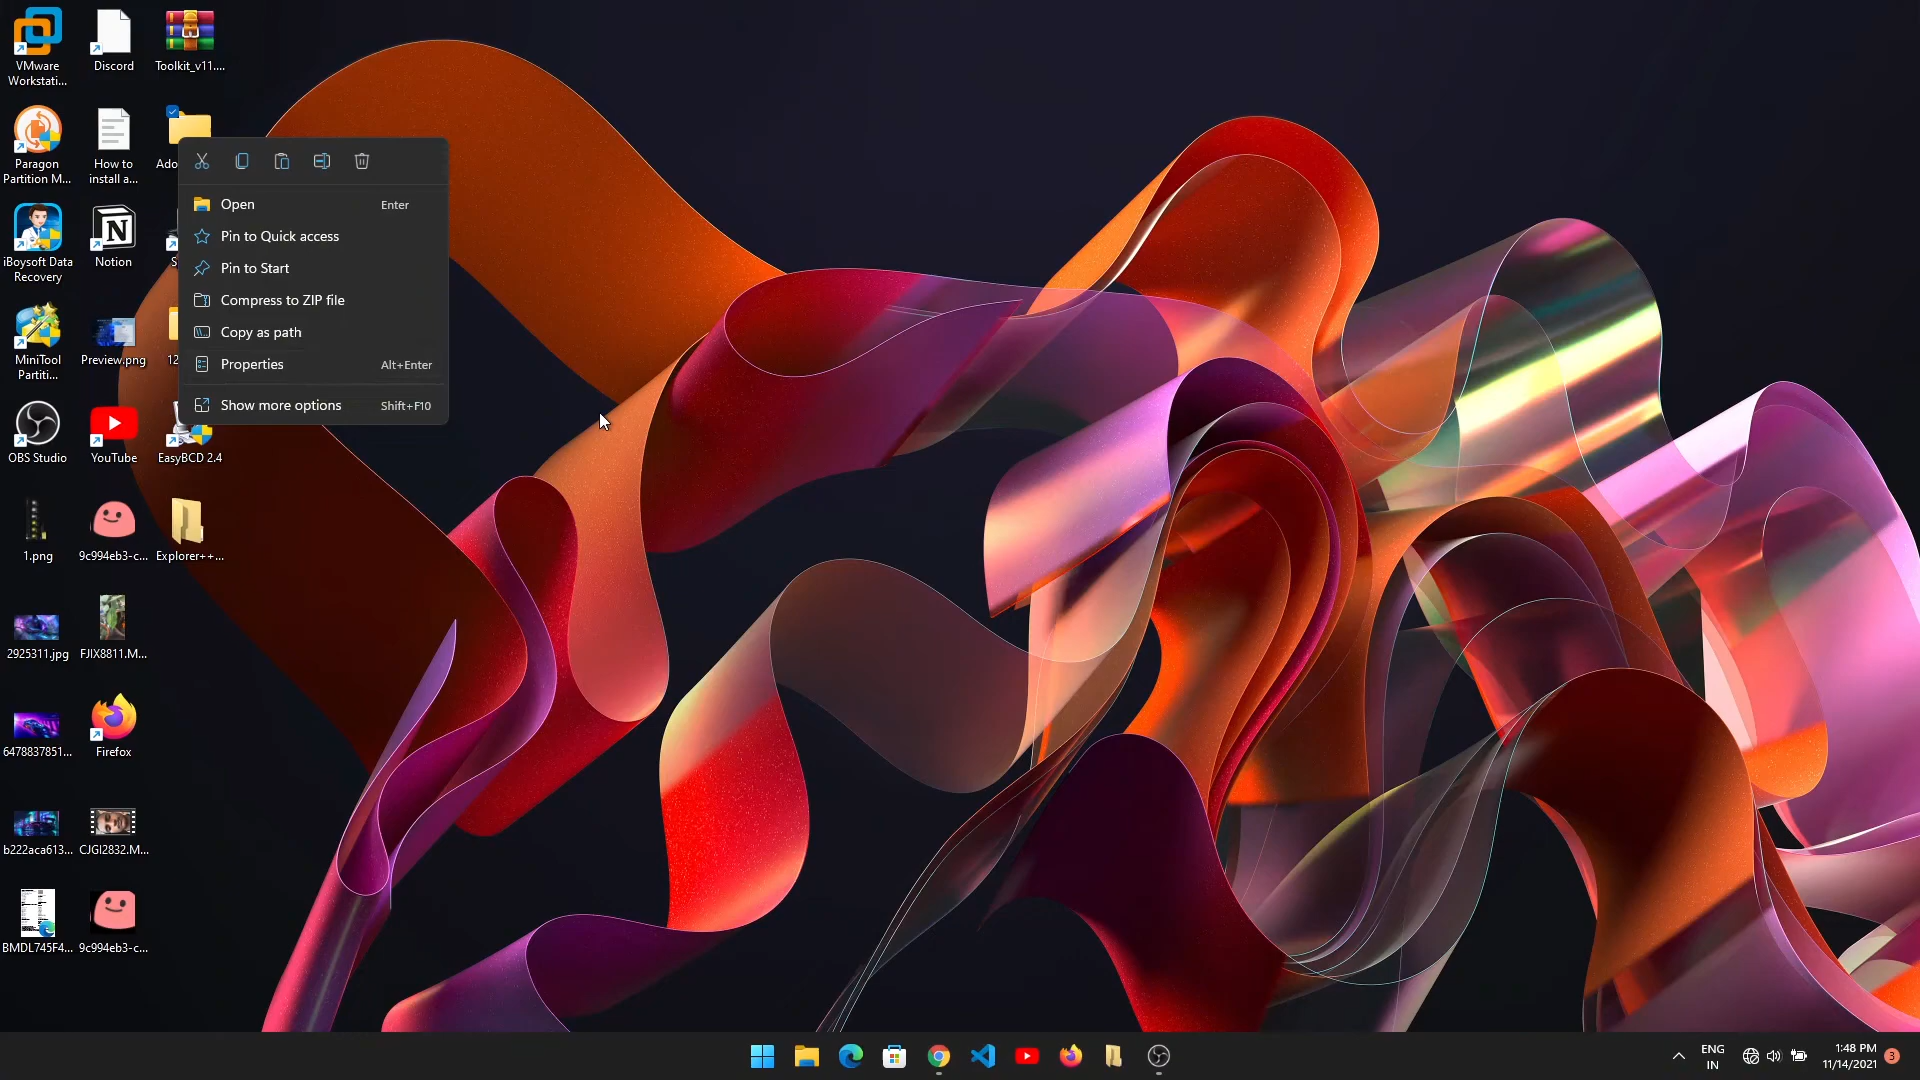 VMware
Workstati...
Discord
Toolkit_v11....
Paragon
Partition M...
How to
install a...
Ado
iBoysoft Data
Recovery
Notion
S
MiniTool
Partiti...
Preview.png
12
OBS Studio
YouTube
EasyBCD 2.4
1.png
9c994eb3-c...
Explorer++...
2925311.jpg
FJIX8811.M...
6478837851...
Firefox
b222aca613...
CJGI2832.M...
BMDL745F4...
9c994eb3-c...
Open Enter
Pin to Quick access
Pin to Start
Compress to ZIP file
Copy as path
Properties Alt+Enter
Show more options Shift+F10
ENG
IN
1:48 PM
11/14/2021
3